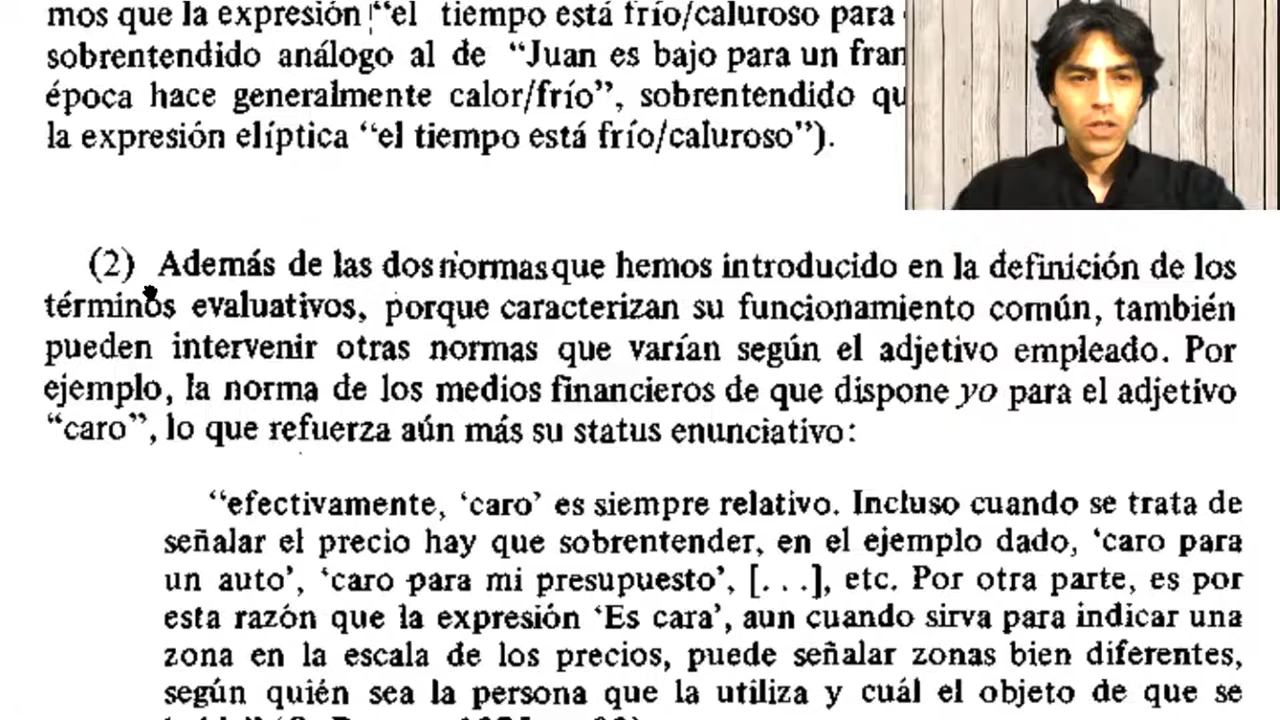 mos que la expresión “el tiempo está frío/caluroso para
sobrentendido análogo al de “Juan es bajo para un fran
época hace generalmente calor/frío”, sobrentendido qu
la expresión elíptica “el tiempo está frío/caluroso”).
(2) Además de las dos normas que hemos introducido en la definición de los
términos evaluativos, porque caracterizan su funcionamiento común, también
pueden intervenir otras normas que varían según el adjetivo empleado. Por
ejemplo, la norma de los medios financieros de que dispone yo para el adjetivo
“caro”, lo que refuerza aún más su status enunciativo:
“efectivamente, ‘caro’ es siempre relativo. Incluso cuando se trata de
señalar el precio hay que sobrentender, en el ejemplo dado, ‘caro para
un auto’, ‘caro para mi presupuesto’, [. . .], etc. Por otra parte, es por
esta razón que la expresión ‘Es cara’, aun cuando sirva para indicar una
zona en la escala de los precios, puede señalar zonas bien diferentes,
según quién sea la persona que la utiliza y cuál el objeto de que se